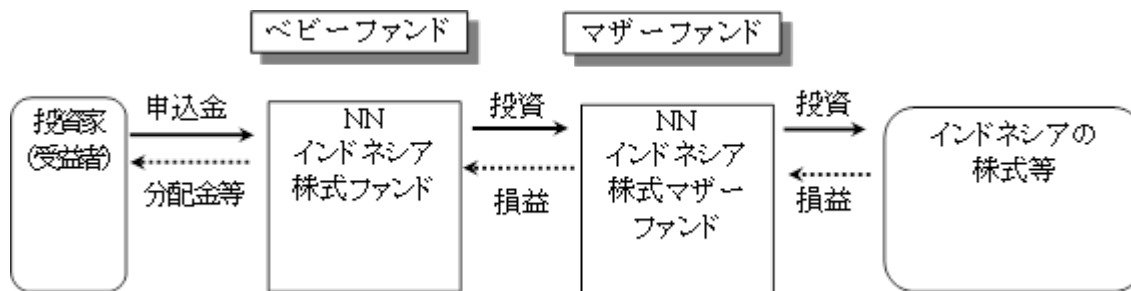 ベビーファンド
マザーファンド
投資家
(受益者)
申込金
分配金等
NN
インドネシア
株式ファンド
投資
損益
NN
インドネシア
株式マザー
ファンド
投資
損益
インドネシアの
株式等